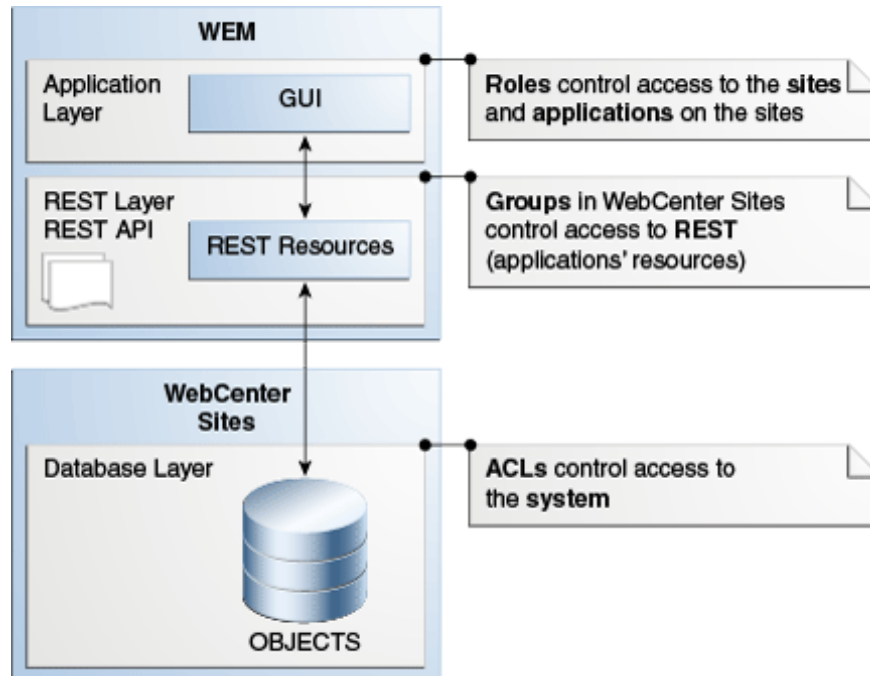 WEM
Application
Layer
GUI
Roles control access to the sites
and applications on the sites
REST Layer
REST API
REST Resources
Groups in WebCenter Sites
control access to REST
(applications' resources)
WebCenter
Sites
Database Layer
OBJECTS
ACLs control access to
the system